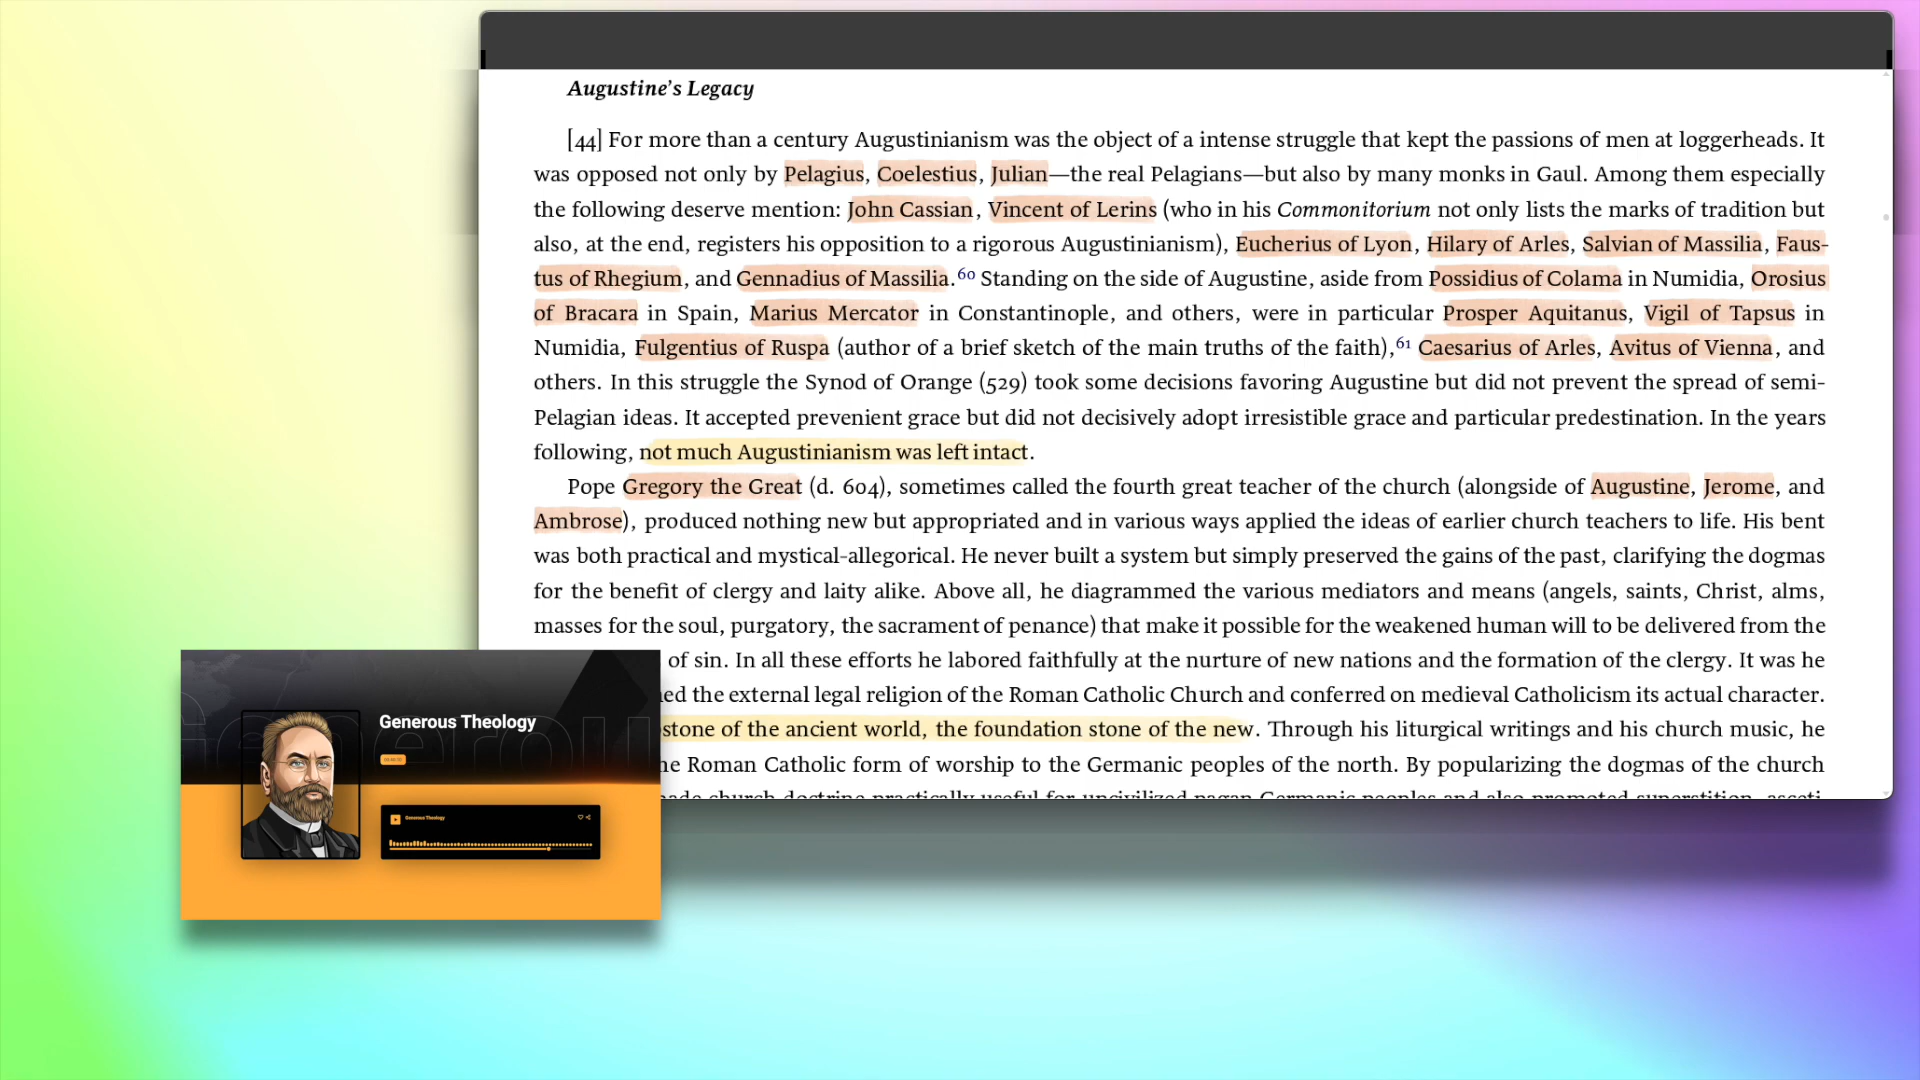 Augustine's Legacy
[44] For more than a century Augustinianism was the object of a intense struggle that kept the passions of men at loggerheads. It
was opposed not only by Pelagius, Coelestius, Julian—the real Pelagians—but also by many monks in Gaul. Among them especially
the following deserve mention: John Cassian, Vincent of Lerins (who in his Commonitorium not only lists the marks of tradition but
also, at the end, registers his opposition to a rigorous Augustinianism), Eucherius of Lyon, Hilary of Arles, Salvian of Massilia, Faus-
tus of Rhegium, and Gennadius of Massilia.60 Standing on the side of Augustine, aside from Possidius of Colama in Numidia, Orosius
of Bracara in Spain, Marius Mercator in Constantinople, and others, were in particular Prosper Aquitanus, Vigil of Tapsus in
Numidia, Fulgentius of Ruspa (author of a brief sketch of the main truths of the faith),61 Caesarius of Arles, Avitus of Vienna, and
others. In this struggle the Synod of Orange (529) took some decisions favoring Augustine but did not prevent the spread of semi-
Pelagian ideas. It accepted prevenient grace but did not decisively adopt irresistible grace and particular predestination. In the years
following, not much Augustinianism was left intact.
Pope Gregory the Great (d. 604), sometimes called the fourth great teacher of the church (alongside of Augustine, Jerome, and
Ambrose), produced nothing new but appropriated and in various ways applied the ideas of earlier church teachers to life. His bent
was both practical and mystical-allegorical. He never built a system but simply preserved the gains of the past, clarifying the dogmas
for the benefit of clergy and laity alike. Above all, he diagrammed the various mediators and means (angels, saints, Christ, alms,
masses for the soul, purgatory, the sacrament of penance) that make it possible for the weakened human will to be delivered from the
of sin. In all these efforts he labored faithfully at the nurture of new nations and the formation of the clergy. It was he
the external legal religion of the Roman Catholic Church and conferred on medieval Catholicism its actual character.
stone of the ancient world, the foundation stone of the new. Through his liturgical writings and his church music, he
Roman Catholic form of worship to the Germanic peoples of the north. By popularizing the dogmas of the church
church doctrine practically useful for uncivilized pagan Germanic peoples and also promoted superstition, asceti-
Generous Theology
Generous Theology